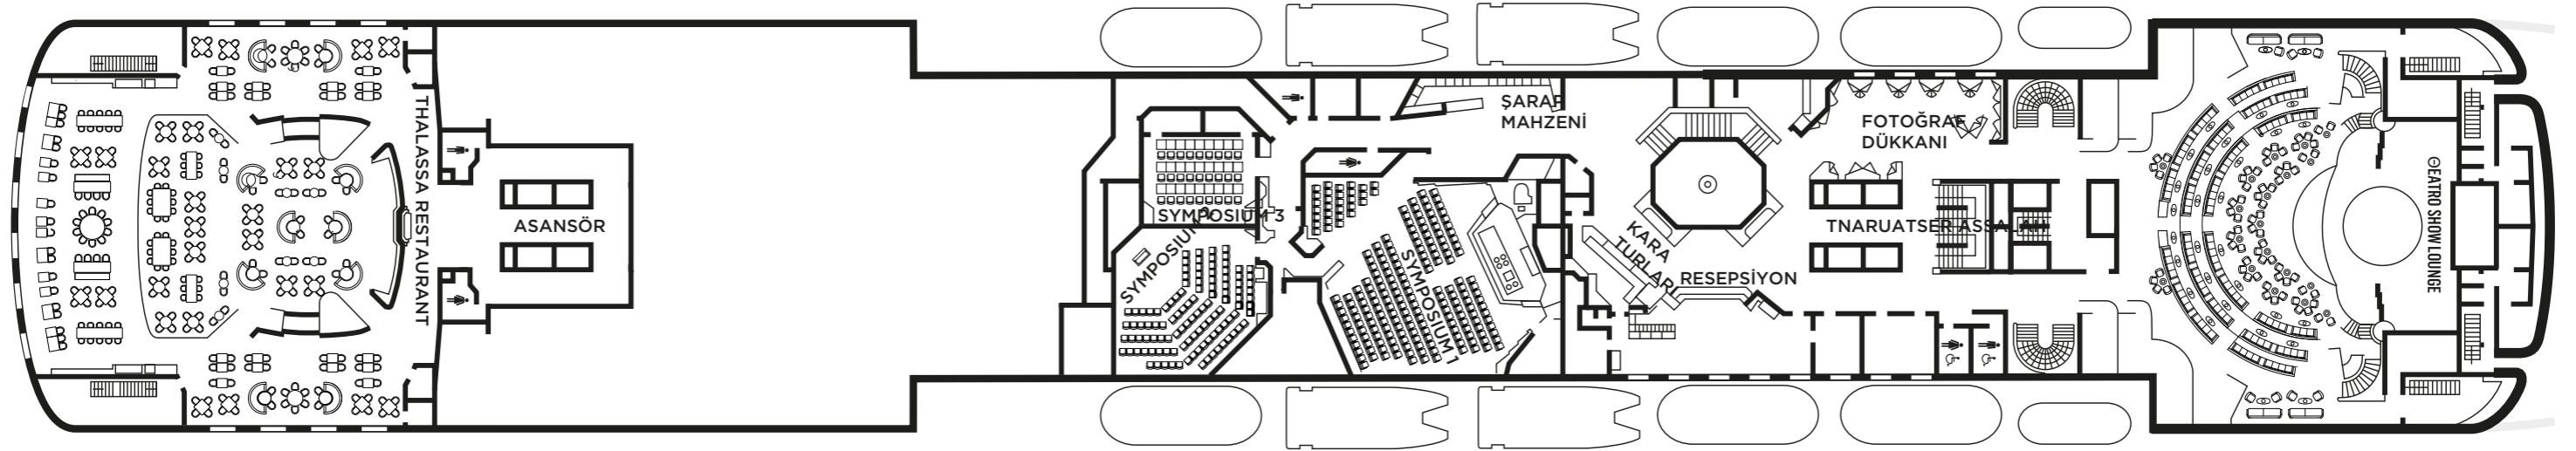 THALASSA RESTAURANT
ASANSÖR
SYMPOSIUM 3
SYMPOSIUM
SYMPOSIUM 1
ŞARAP
MAHZENİ
KARA
TURLARI
RESEPSİYON
FOTOĞRAF
DÜKKANI
TNARUATSER ASSALAH
ΘEATRO SHOW LOUNGE